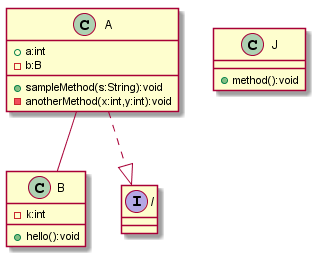 C A
a:int
b:B
sampleMethod(s:String):void
anotherMethod(x:int,y:int):void
C J
method():void
C B
k:int
hello():void
I /